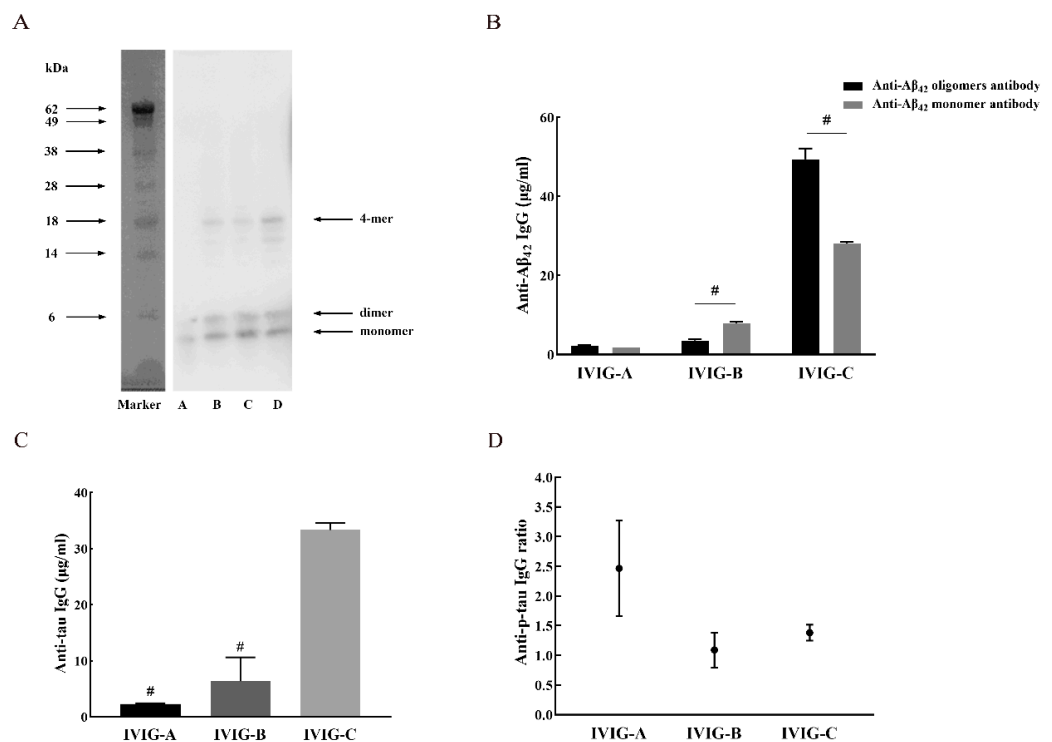 A
kDa
62
49
38
28
18
14
6
4-mer
dimer
monomer
Marker A B C D
B
Anti-Aβ₄₂ oligomers antibody
Anti-Aβ₄₂ monomer antibody
Anti-Aβ₄₂ IgG (μg/ml)
60
40
20
0
#
#
IVIG-A IVIG-B IVIG-C
C
Anti-tau IgG (μg/ml)
40
30
20
10
0
#
#
IVIG-A IVIG-B IVIG-C
D
Anti-p-tau IgG ratio
4.0
3.5
3.0
2.5
2.0
1.5
1.0
0.5
0.0
IVIG-A IVIG-B IVIG-C